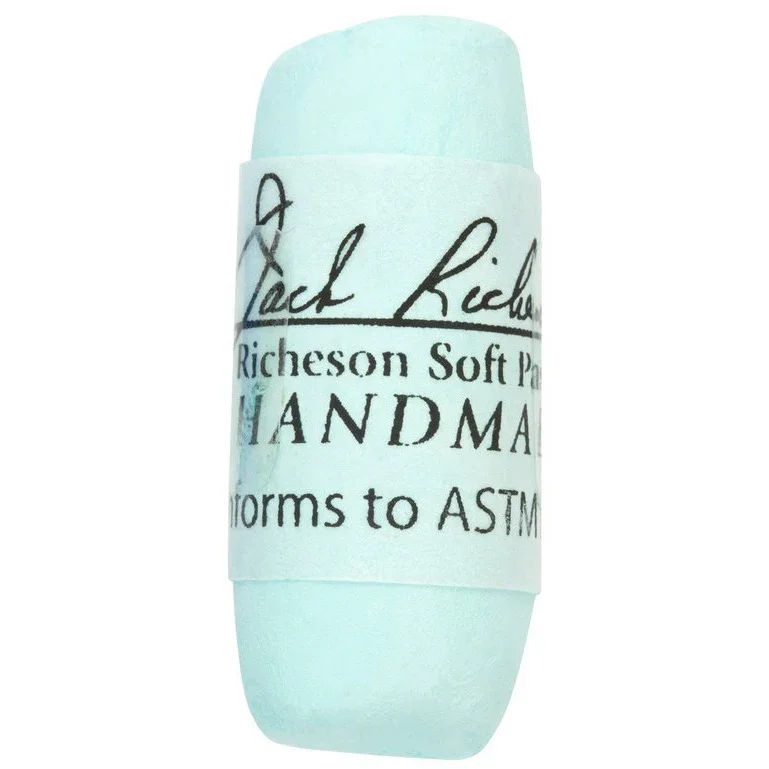 Jack Riche
Richeson Soft Pa
HANDMA
nforms to ASTM